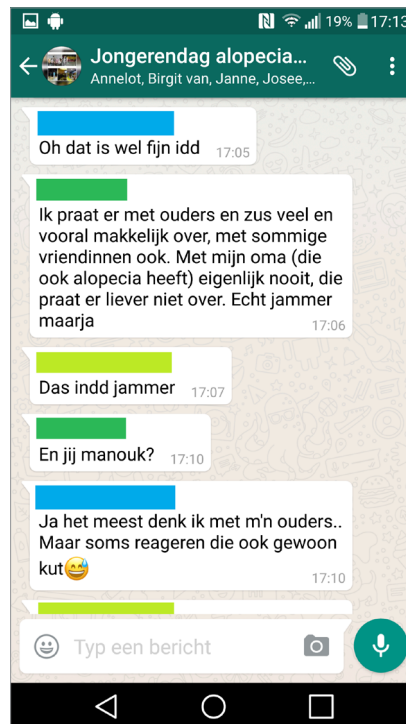 19% 17:13
Jongerendag alopecia...
Annelot, Birgit van, Janne, Josee,...
Oh dat is wel fijn idd 17:05
Ik praat er met ouders en zus veel en
vooral makkelijk over, met sommige
vriendinnen ook. Met mijn oma (die
ook alopecia heeft) eigenlijk nooit, die
praat er liever niet over. Echt jammer
maarja
17:06
Das indd jammer 17:07
En jij manouk? 17:10
Ja het meest denk ik met m'n ouders..
Maar soms reageren die ook gewoon
kut😅
17:10
Typ een bericht